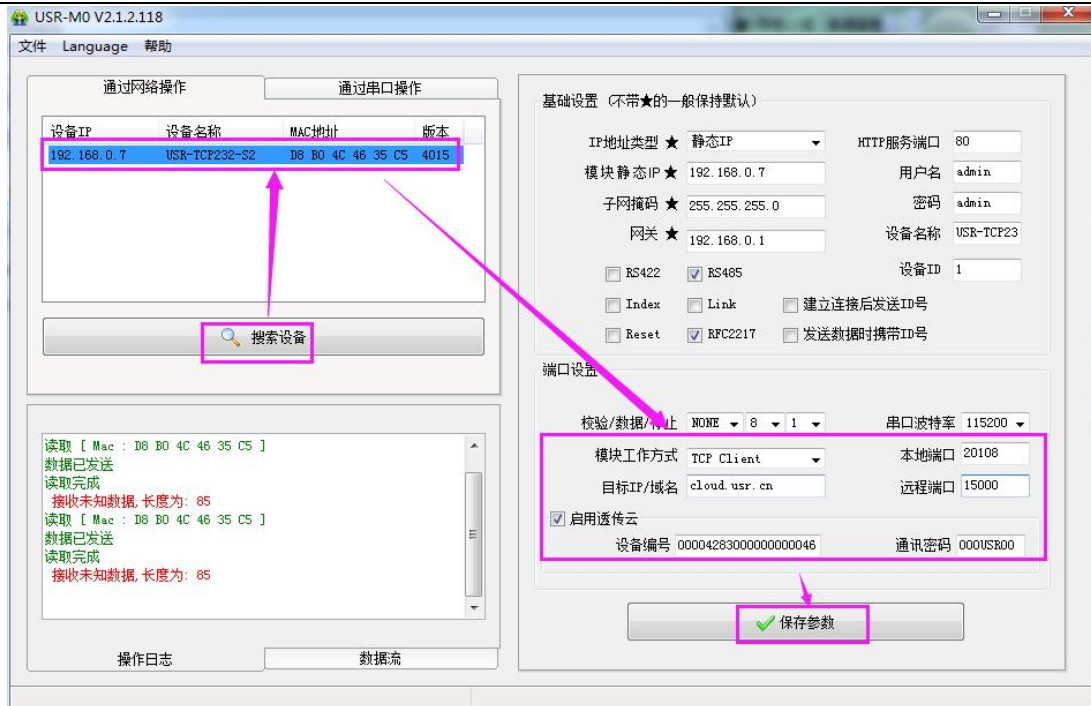 USR-M0 V2.1.2.118
文件 Language 帮助
通过网络操作 通过串口操作
设备IP 设备名称 MAC地址 版本
192.168.0.7 USR-TCP232-S2 D8 B0 4C 46 35 C5 4015
搜索设备
读取 [ Mac : D8 B0 4C 46 35 C5 ]
数据已发送
读取完成
接收未知数据,长度为: 85
读取 [ Mac : D8 B0 4C 46 35 C5 ]
数据已发送
读取完成
接收未知数据,长度为: 85
操作日志 数据流
基础设置 (不带★的一般保持默认)
IP地址类型 ★ 静态IP HTTP服务端口 80
模块静态IP★ 192.168.0.7 用户名 admin
子网掩码 ★ 255.255.255.0 密码 admin
网关 ★ 192.168.0.1 设备名称 USR-TCP23
RS422 RS485 设备ID 1
Index Link 建立连接后发送ID号
Reset RFC2217 发送数据时携带ID号
端口设置
校验/数据/停止 NONE 8 1 串口波特率 115200
模块工作方式 TCP Client 本地端口 20108
目标IP/域名 cloud.usr.cn 远程端口 15000
启用透传云
设备编号 00004283000000000046 通讯密码 000USR00
保存参数